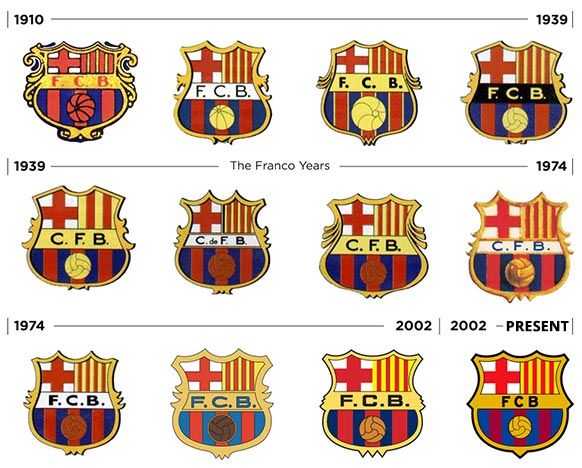 1910 1939
F. C. B. F. C. B. F. C. B. F. C. B.
1939 The Franco Years 1974
C. F. B. C. de F. B. C. F. B. C. F. B.
1974 2002 2002 PRESENT
F. C. B. F. C. B. F. C. B. FCB